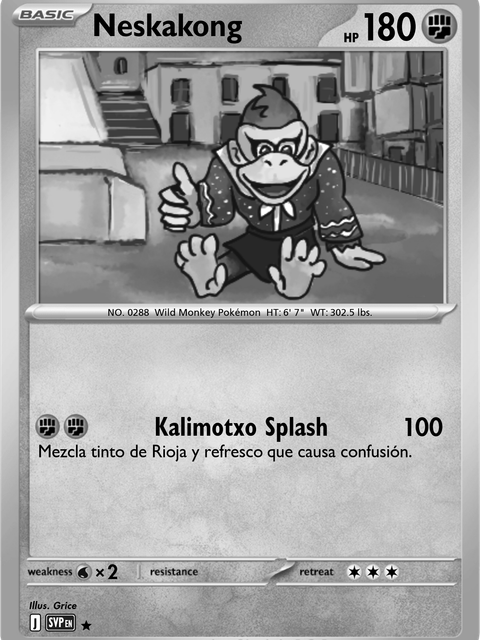 BASIC
Neskakong
HP 180
NO. 0288 Wild Monkey Pokémon HT: 6' 7" WT: 302.5 lbs.
Kalimotxo Splash 100
Mezcla tinto de Rioja y refresco que causa confusión.
weakness ×2 resistance retreat
Illus. Grice
J SVP EN